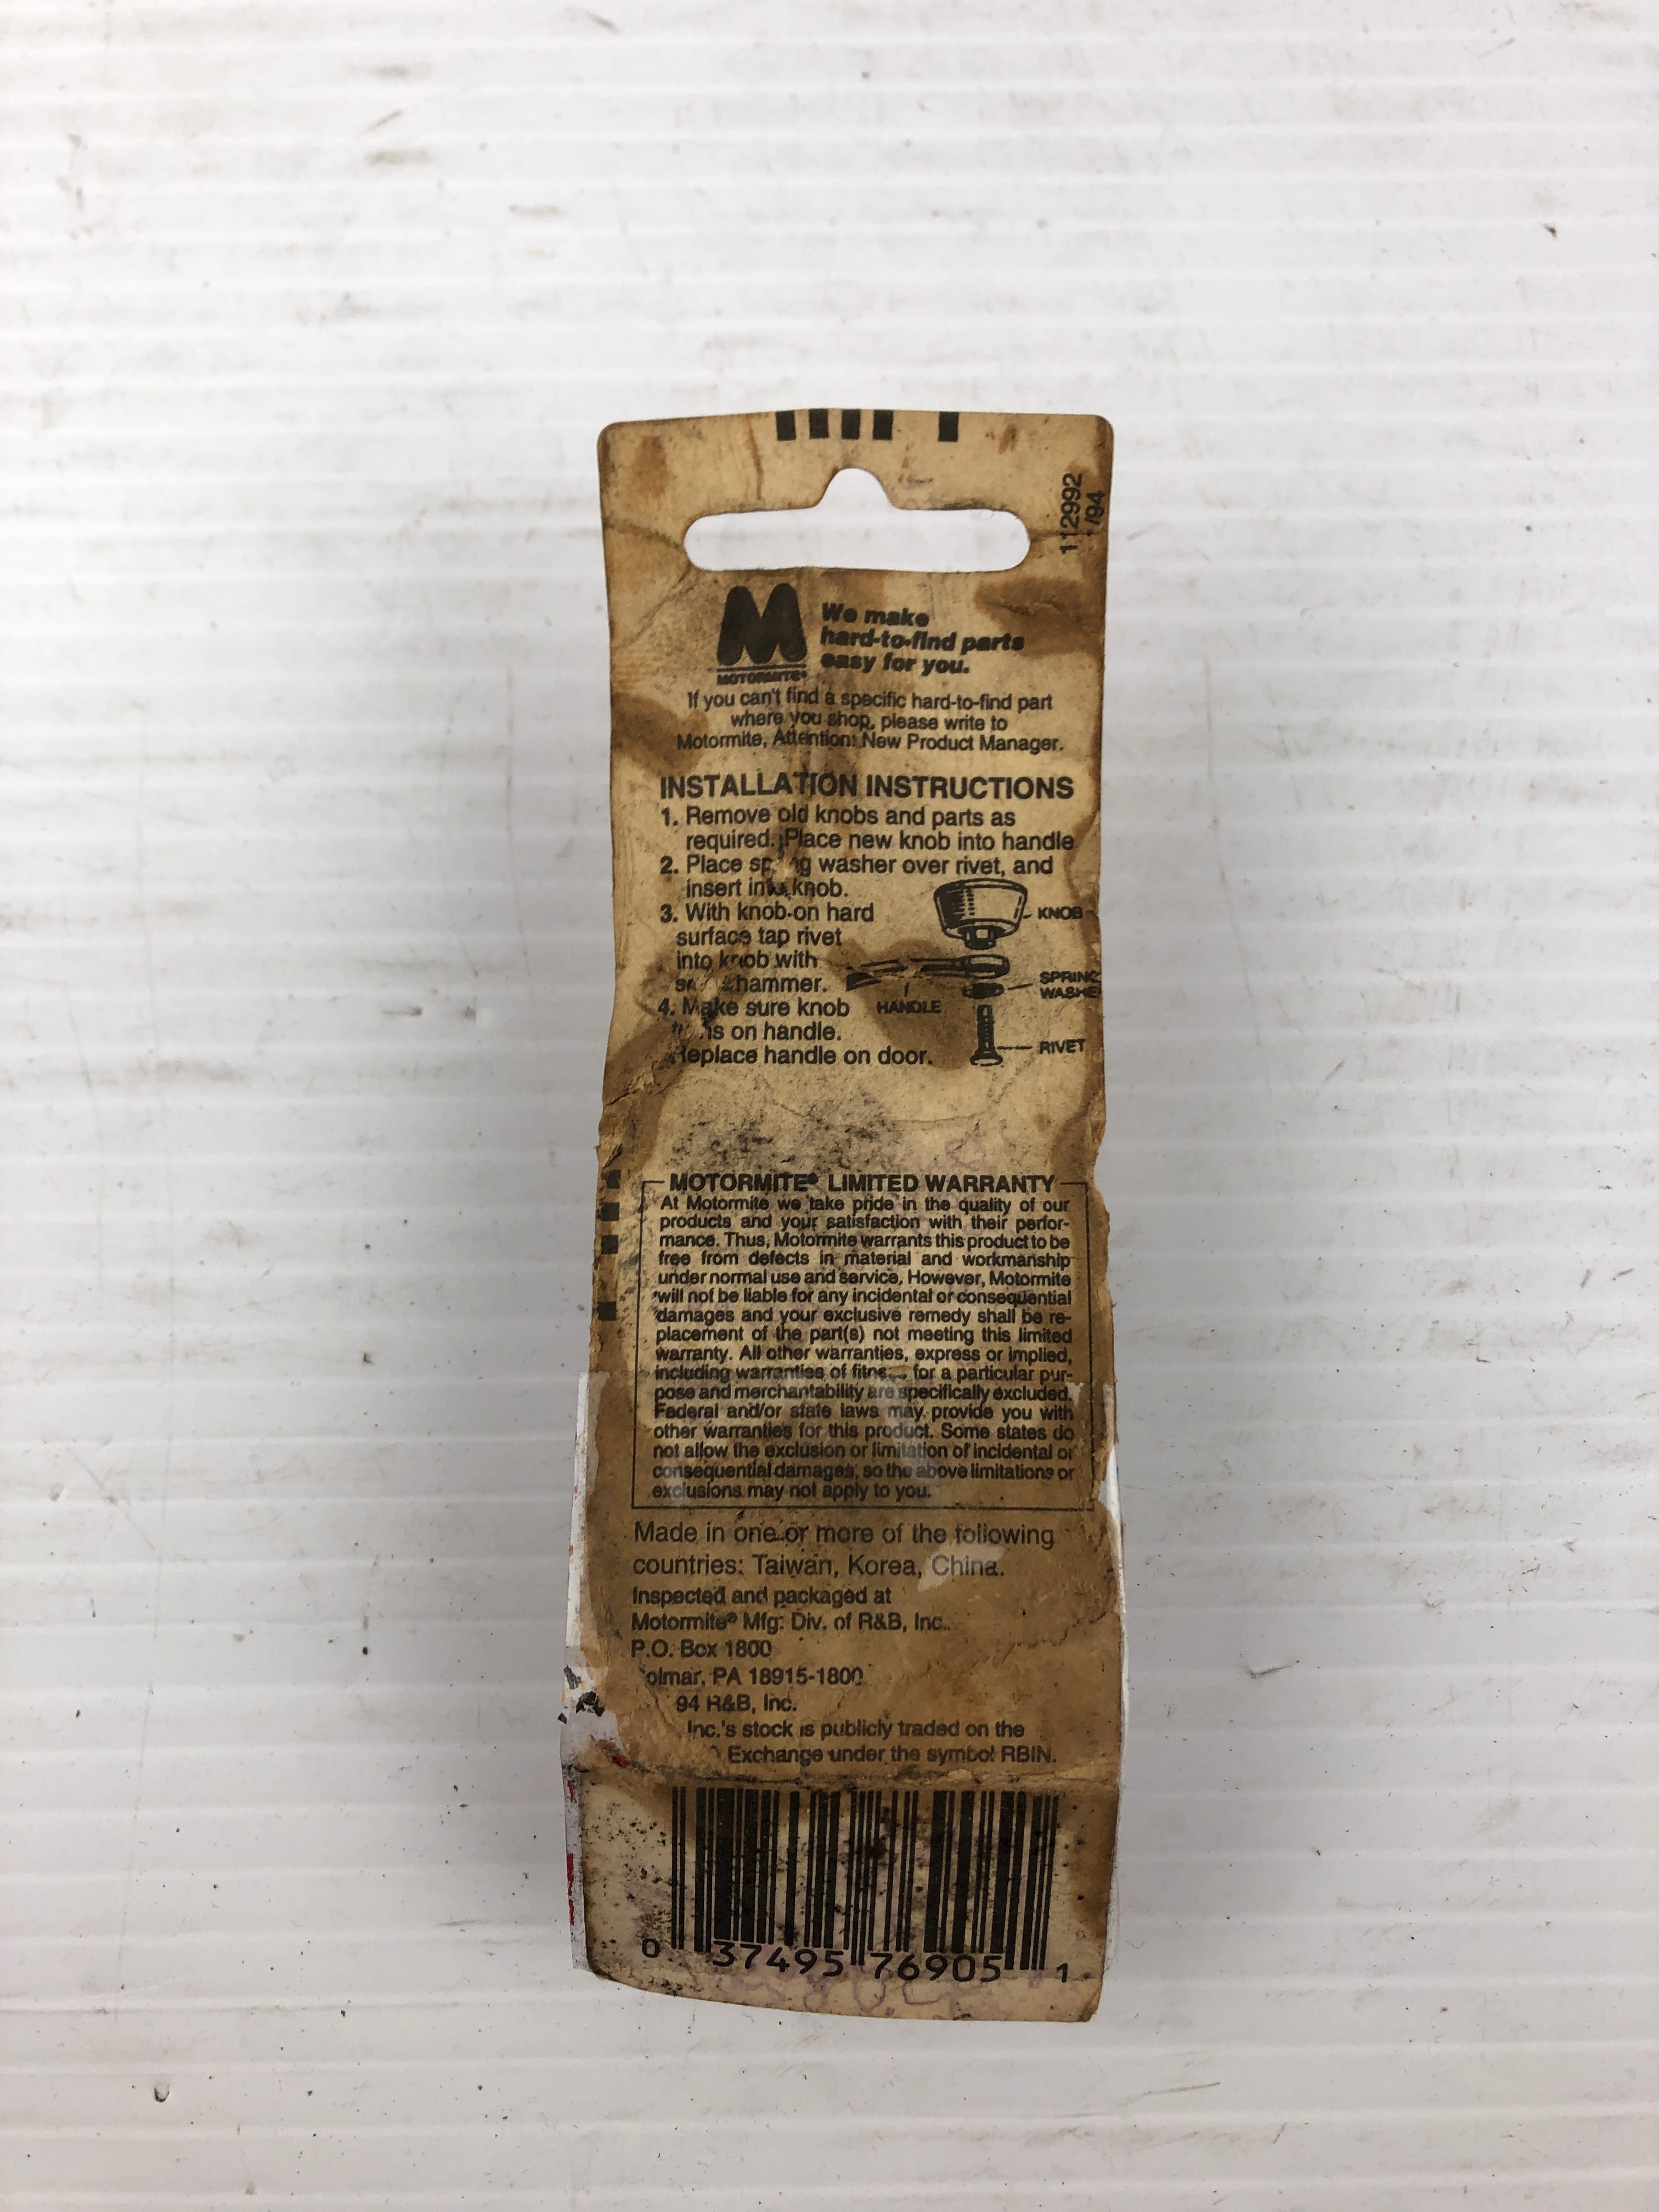 112992
/94
MOTORMITE®
We make
hard-to-find parts
easy for you.
If you can't find a specific hard-to-find part
where you shop, please write to
Motormite, Attention: New Product Manager.
INSTALLATION INSTRUCTIONS
1. Remove old knobs and parts as
required. Place new knob into handle
2. Place washer over rivet, and
insert into knob.
3. With knob on hard
surface tap rivet
into knob with
hammer.
4. Make sure knob
on handle.
handle on door.
KNOB
SPRING
HANDLE
RIVET
MOTORMITE® LIMITED WARRANTY
At Motormite we take pride in the quality of our
products and your satisfaction with their perfor-
mance. Thus, Motormite warrants this product to be
free from defects in material and workmanship
under normal use and service. However, Motormite
will not be liable for any incidental or consequential
damages and your exclusive remedy shall be re-
placement of the part(s) not meeting this limited
warranty. All other warranties, express or implied,
including warranties of for a particular pur-
pose and merchantability are specifically excluded.
Federal and/or state laws may provide you with
other warranties for this product. Some states do
not allow the exclusion or limitation of incidental or
consequential damages, so the above limitations or
exclusions may not apply to you.
Made in one or more of the following
countries: Taiwan, Korea, China.
Inspected and packaged at
Motormite® Mfg. Div. of R&B, Inc.
P.O. Box 1800
olmar, PA 18915-1800
94 R&B, Inc.
Inc.'s stock is publicly traded on the
Exchange under the symbol RBIN.
0 37495 76905 1